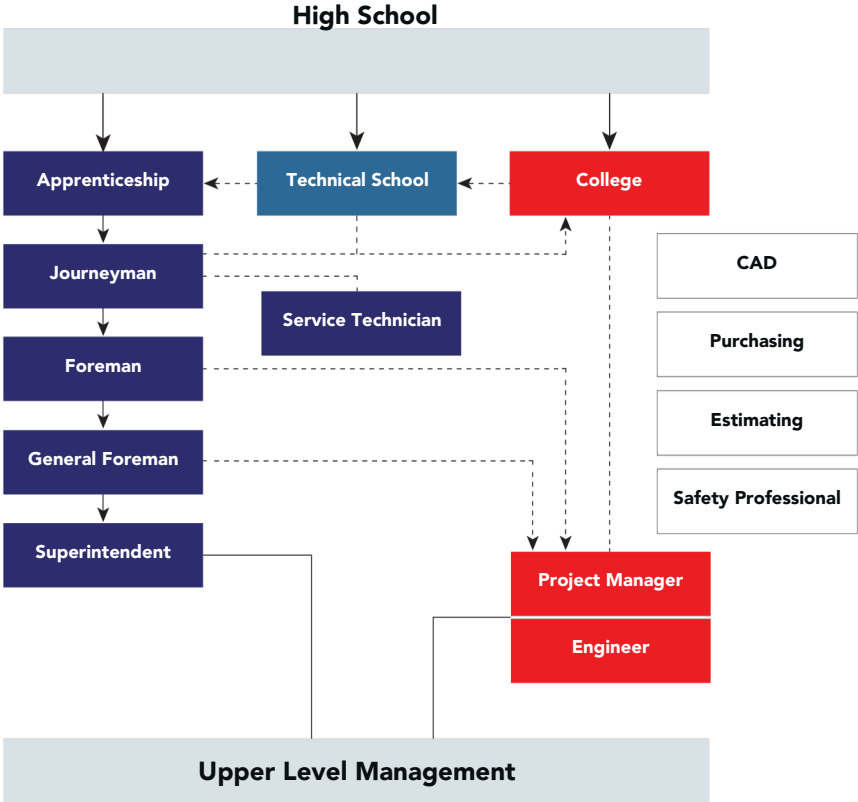 High School
Apprenticeship
Technical School
College
Journeyman
CAD
Service Technician
Purchasing
Foreman
Estimating
General Foreman
Safety Professional
Superintendent
Project Manager
Engineer
Upper Level Management